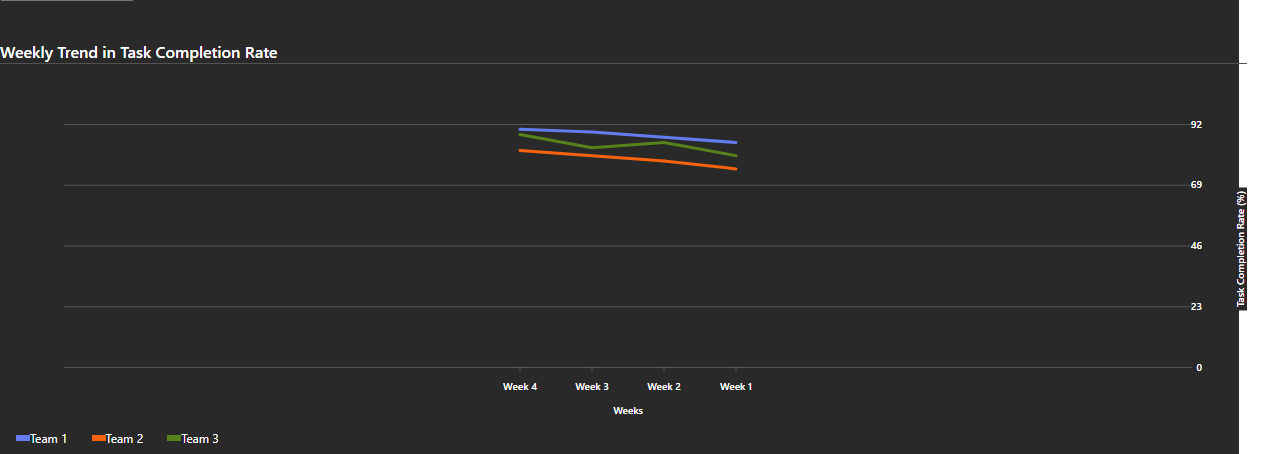 Weekly Trend in Task Completion Rate
92
69
46
23
0
Task Completion Rate (%)
Week 4 Week 3 Week 2 Week 1
Weeks
Team 1 Team 2 Team 3